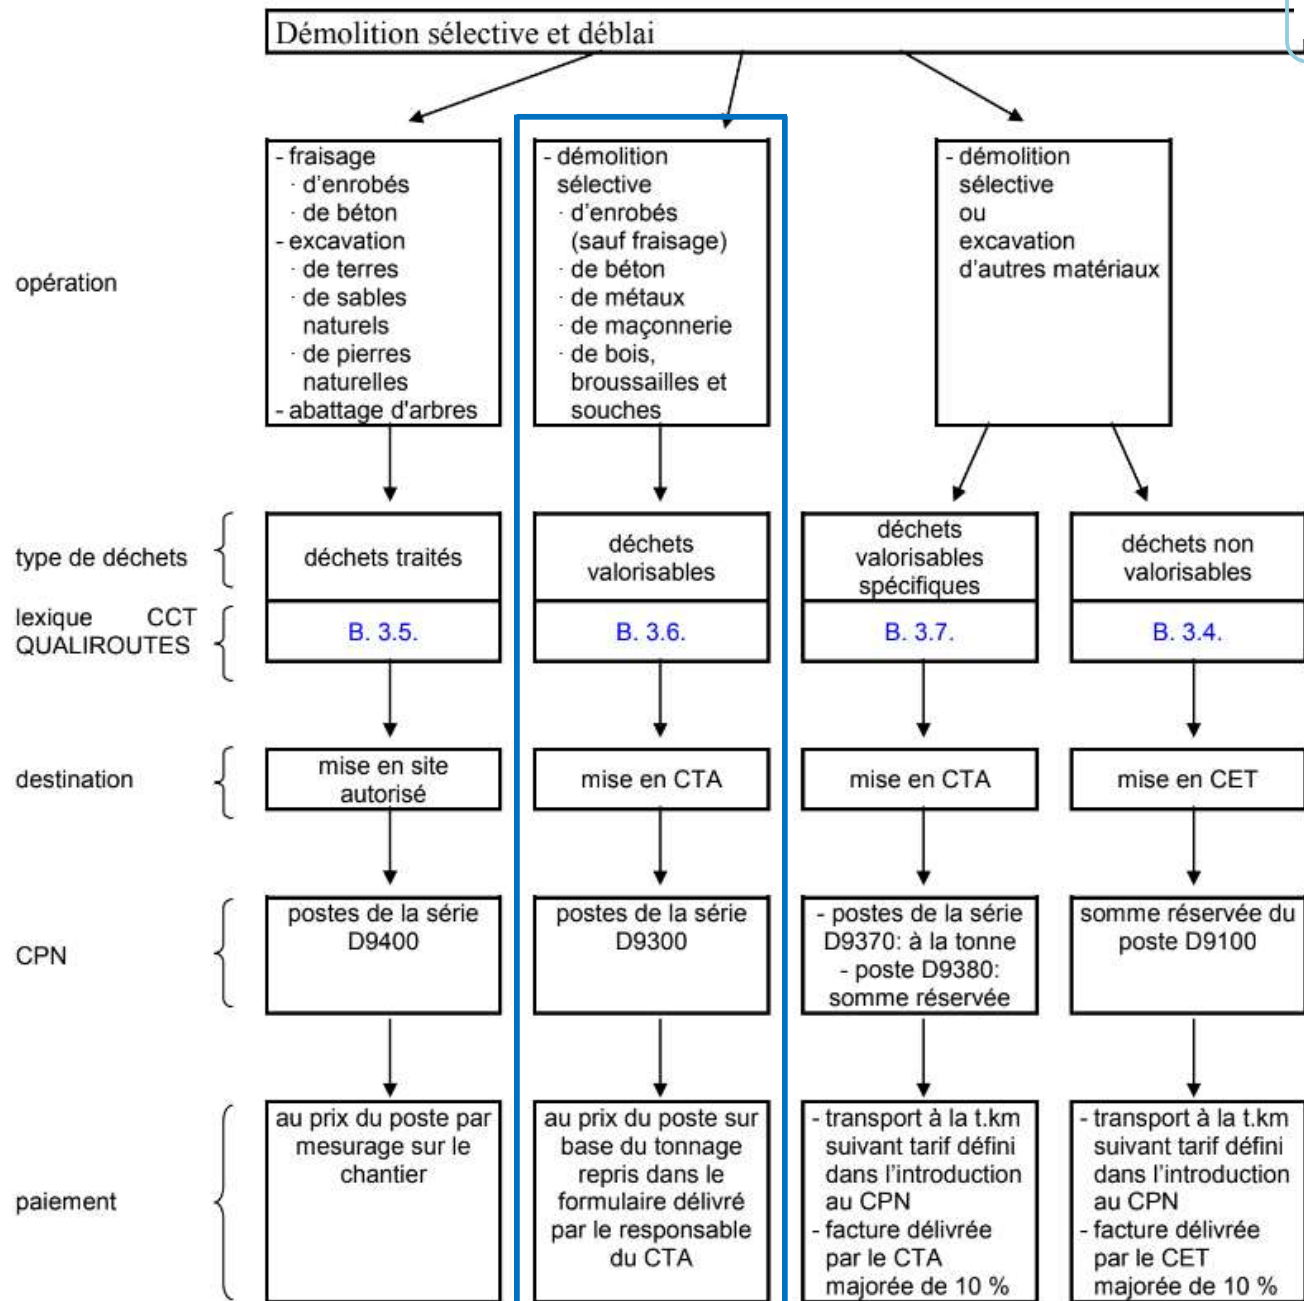 Démolition sélective et déblai
opération
- fraisage
· d'enrobés
· de béton
- excavation
· de terres
· de sables
naturels
· de pierres
naturelles
- abattage d'arbres
- démolition
sélective
· d'enrobés
(sauf fraisage)
· de béton
· de métaux
· de maçonnerie
· de bois,
broussailles et
souches
- démolition
sélective
ou
excavation
d'autres matériaux
type de déchets
déchets traités
déchets
valorisables
déchets
valorisables
spécifiques
déchets non
valorisables
lexique CCT
QUALIROUTES
B. 3.5.
B. 3.6.
B. 3.7.
B. 3.4.
destination
mise en site
autorisé
mise en CTA
mise en CTA
mise en CET
CPN
postes de la série
D9400
postes de la série
D9300
- postes de la série
D9370: à la tonne
- poste D9380:
somme réservée
somme réservée du
poste D9100
paiement
au prix du poste par
mesurage sur le
chantier
au prix du poste sur
base du tonnage
repris dans le
formulaire délivré
par le responsable
du CTA
- transport à la t.km
suivant tarif défini
dans l'introduction
au CPN
- facture délivrée
par le CTA
majorée de 10 %
- transport à la t.km
suivant tarif défini
dans l'introduction
au CPN
- facture délivrée
par le CET
majorée de 10 %